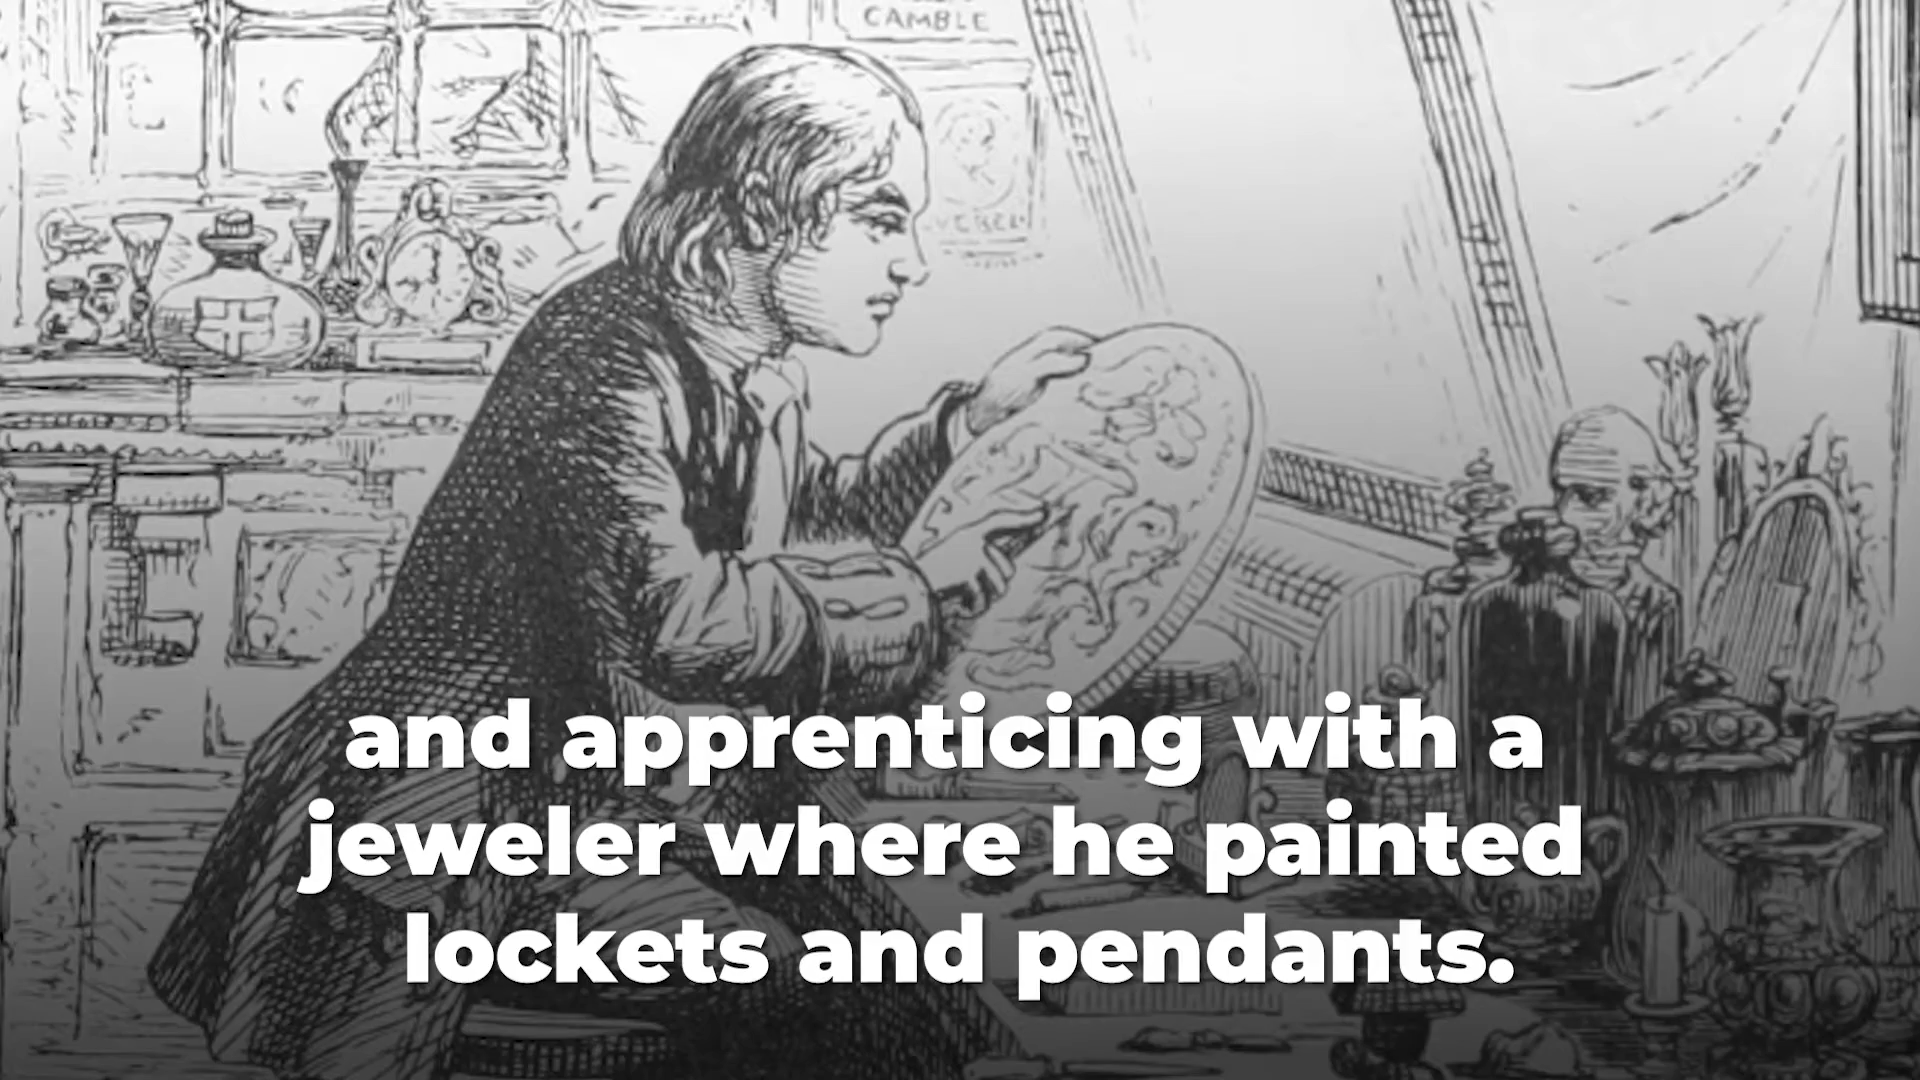 CAMBLE
and apprenticing with a
jeweler where he painted
lockets and pendants.